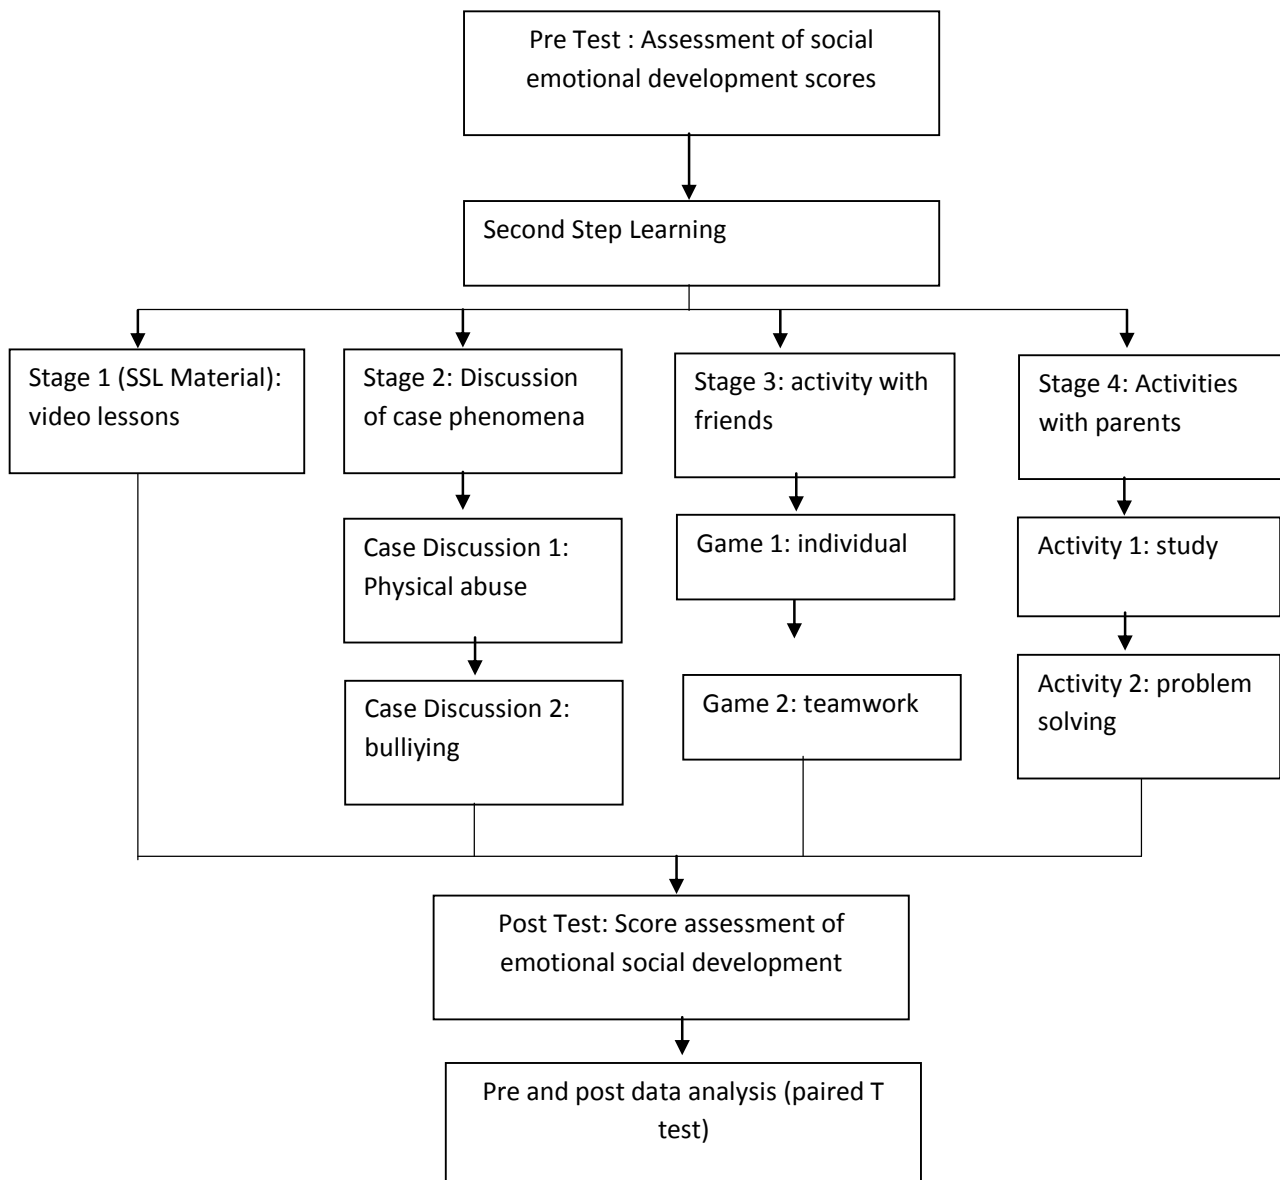 Pre Test : Assessment of social
emotional development scores
Second Step Learning
Stage 1 (SSL Material):
video lessons
Stage 2: Discussion
of case phenomena
Stage 3: activity with
friends
Stage 4: Activities
with parents
Case Discussion 1:
Physical abuse
Game 1: individual
Activity 1: study
Case Discussion 2:
bulliying
Game 2: teamwork
Activity 2: problem
solving
Post Test: Score assessment of
emotional social development
Pre and post data analysis (paired T
test)